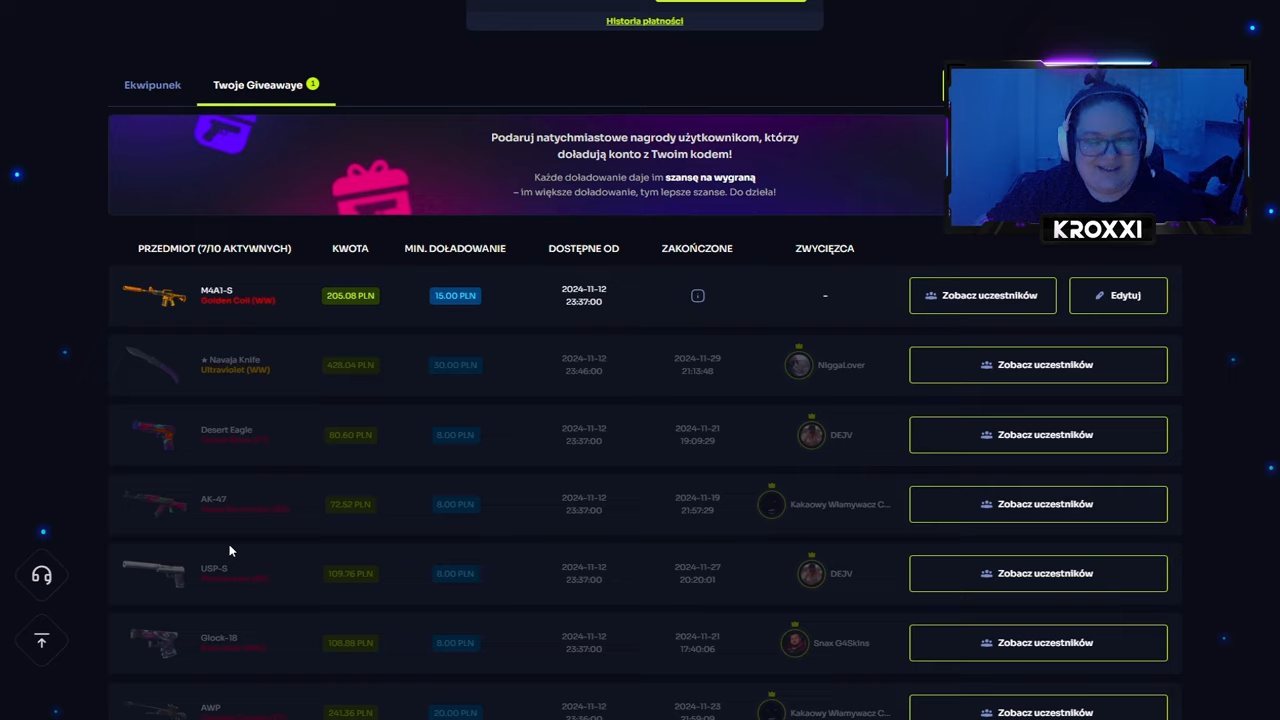 Historia płatności
Ekwipunek
Twoje Giveawaye 1
Podaruj natychmiastowe nagrody użytkownikom, którzy
doładują konto z Twoim kodem!
Każde doładowanie daje im szansę na wygraną
– im większe doładowanie, tym lepsze szanse. Do dzieła!
KROXXI
PRZEDMIOT (7/10 AKTYWNYCH) KWOTA MIN. DOŁADOWANIE DOSTĘPNE OD ZAKOŃCZONE ZWYCIĘZCA
M4A1-S
Golden Coil (WW)
205.08 PLN
15.00 PLN
2024-11-12
23:37:00
-
Zobacz uczestników
Edytuj
★ Navaja Knife
Ultraviolet (WW)
428.04 PLN
30.00 PLN
2024-11-12
23:46:00
2024-11-29
21:13:48
NiggaLover
Zobacz uczestników
Desert Eagle
80.60 PLN
8.00 PLN
2024-11-12
23:37:00
2024-11-21
19:09:29
DEJV
Zobacz uczestników
AK-47
72.52 PLN
8.00 PLN
2024-11-12
23:37:00
2024-11-19
21:57:29
Kakaowy Włamywacz C...
Zobacz uczestników
USP-S
109.76 PLN
8.00 PLN
2024-11-12
23:37:00
2024-11-27
20:20:01
DEJV
Zobacz uczestników
Glock-18
108.88 PLN
8.00 PLN
2024-11-12
23:37:00
2024-11-21
17:40:06
Snax G4Skins
Zobacz uczestników
AWP
241.36 PLN
20.00 PLN
2024-11-12
2024-11-23
Kakaowy Włamywacz C...
Zobacz uczestników